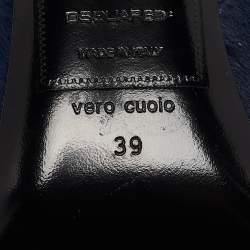 DSQUARED2
MADE IN ITALY
vero cuoio
39